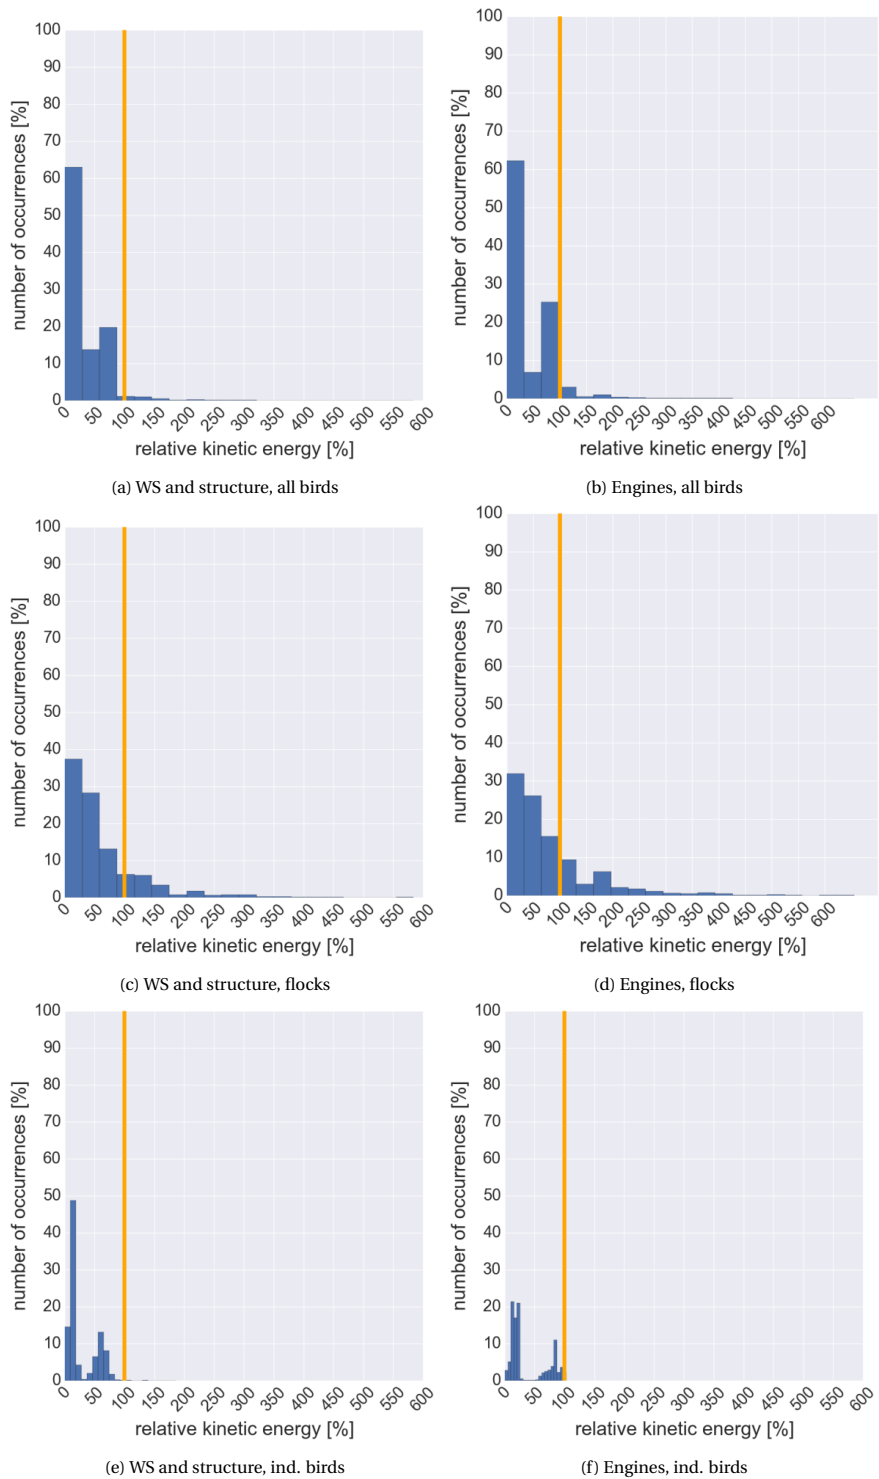 100
90
80
70
60
50
40
30
20
10
0
number of occurrences [%]
0 50 100 150 200 250 300 350 400 450 500 550 600
relative kinetic energy [%]
(a) WS and structure, all birds
100
90
80
70
60
50
40
30
20
10
0
number of occurrences [%]
0 50 100 150 200 250 300 350 400 450 500 550 600
relative kinetic energy [%]
(b) Engines, all birds
100
90
80
70
60
50
40
30
20
10
0
number of occurrences [%]
0 50 100 150 200 250 300 350 400 450 500 550 600
relative kinetic energy [%]
(c) WS and structure, flocks
100
90
80
70
60
50
40
30
20
10
0
number of occurrences [%]
0 50 100 150 200 250 300 350 400 450 500 550 600
relative kinetic energy [%]
(d) Engines, flocks
100
90
80
70
60
50
40
30
20
10
0
number of occurrences [%]
0 50 100 150 200 250 300 350 400 450 500 550 600
relative kinetic energy [%]
(e) WS and structure, ind. birds
100
90
80
70
60
50
40
30
20
10
0
number of occurrences [%]
0 50 100 150 200 250 300 350 400 450 500 550 600
relative kinetic energy [%]
(f) Engines, ind. birds